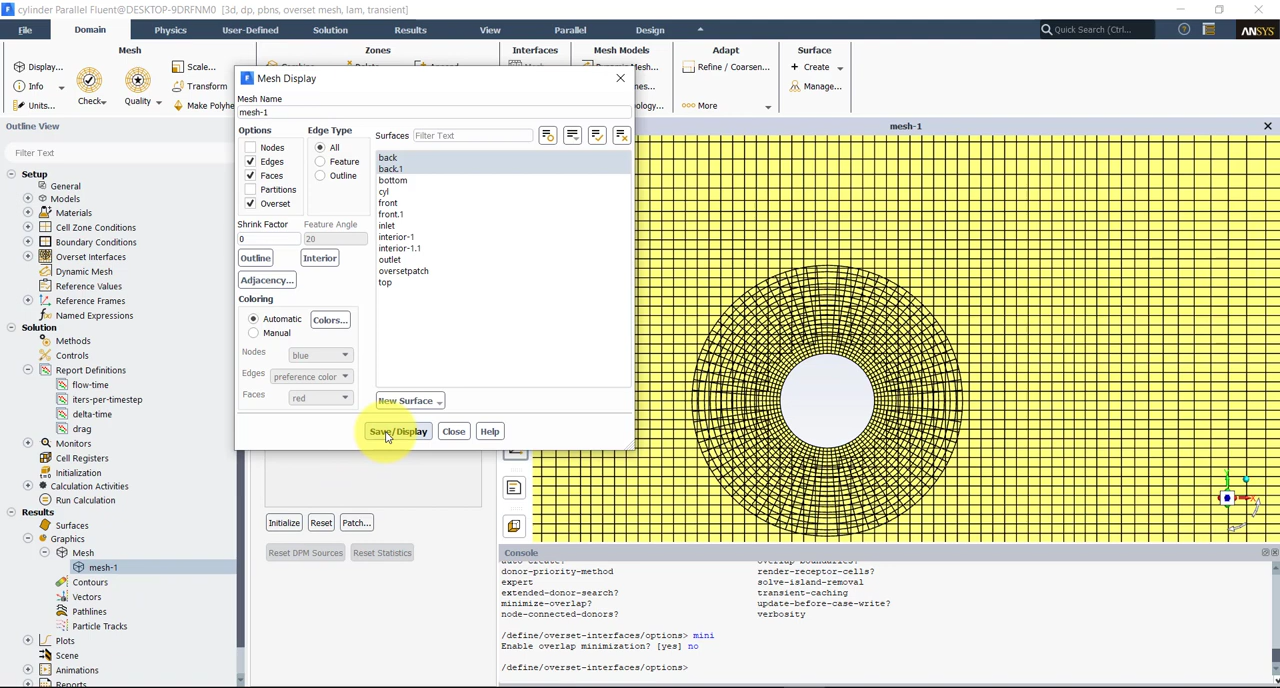 cylinder Parallel Fluent@DESKTOP-9DRFNM0 [3d, dp, pbns, overset mesh, lam, transient]
File Domain Physics User-Defined Solution Results View Parallel Design Quick Search (Ctrl... ANSYS
Mesh Zones Interfaces Mesh Models Adapt Surface
Display... Scale... Refine / Coarsen... Create
Info Check Quality Transform More Manage...
Units... Make Polyhe
Outline View
Filter Text
Setup
General
Models
Materials
Cell Zone Conditions
Boundary Conditions
Overset Interfaces
Dynamic Mesh
Reference Values
Reference Frames
Named Expressions
Solution
Methods
Controls
Report Definitions
flow-time
iters-per-timestep
delta-time
drag
Monitors
Cell Registers
Initialization
Calculation Activities
Run Calculation
Results
Surfaces
Graphics
Mesh
mesh-1
Contours
Vectors
Pathlines
Particle Tracks
Plots
Scene
Animations
Reports
Mesh Display
Mesh Name
mesh-1
Options
Nodes
Edges
Faces
Partitions
Overset
Edge Type
All
Feature
Outline
Shrink Factor Feature Angle
0 20
Outline Interior
Adjacency...
Coloring
Automatic Colors...
Manual
Nodes blue
Edges preference color
Faces red
Surfaces Filter Text
back
back.1
bottom
cyl
front
front.1
inlet
interior-1
interior-1.1
outlet
oversetpatch
top
New Surface
Save/Display Close Help
Initialize Reset Patch...
Reset DPM Sources Reset Statistics
mesh-1
Y
X
Console
donor-priority-method render-receptor-cells?
expert solve-island-removal
extended-donor-search? transient-caching
minimize-overlap? update-before-case-write?
node-connected-donors? verbosity
/define/overset-interfaces/options> mini
Enable overlap minimization? [yes] no
/define/overset-interfaces/options>